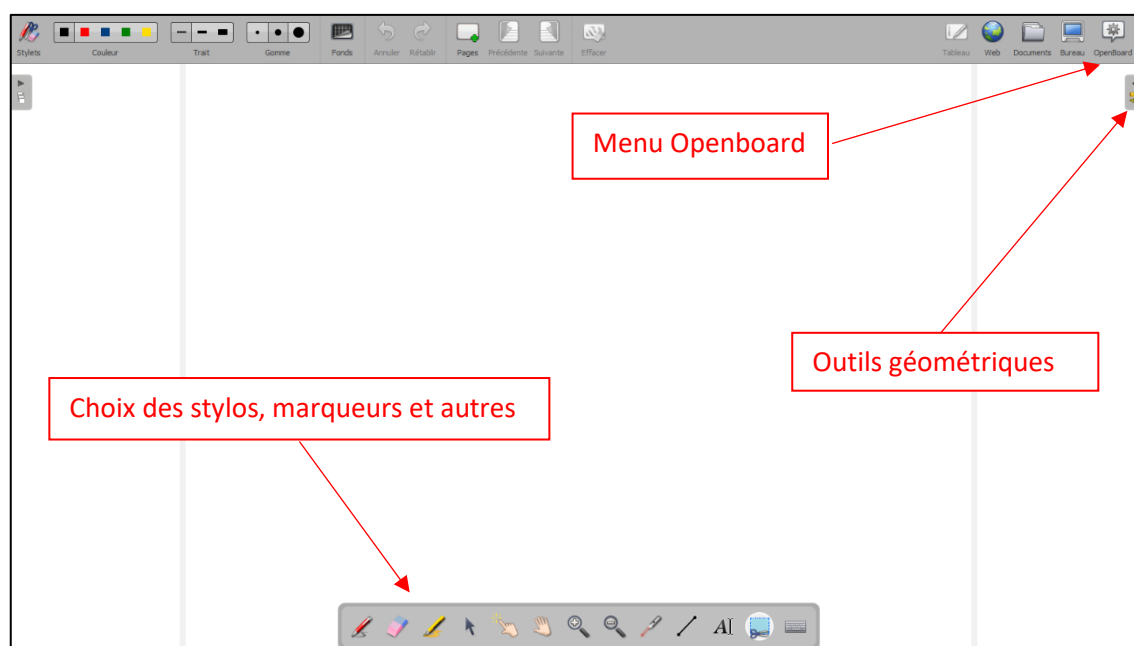 Stylets Couleur Trait Gomme Fonds Annuler Rétablir Pages Précédente Suivante Effacer Tableau Web Documents Bureau OpenBoard
Menu Openboard
Outils géométriques
Choix des stylos, marqueurs et autres
AI